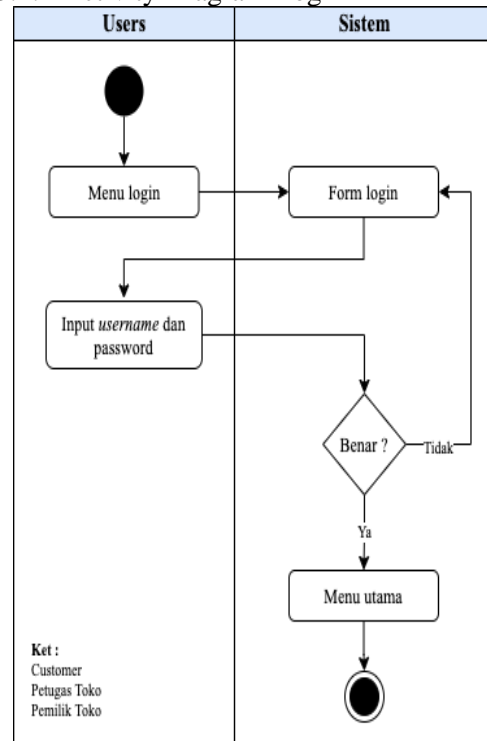 Users
Sistem
Menu login
Form login
Input username dan
password
Benar ?
Tidak
Ya
Menu utama
Ket :
Customer
Petugas Toko
Pemilik Toko